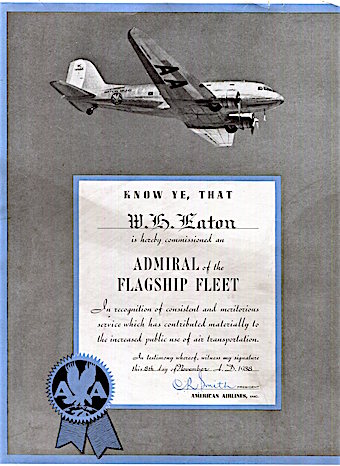 AA
KNOW YE, THAT
W. H. Eaton
is hereby commissioned an
ADMIRAL of the
FLAGSHIP FLEET
In recognition of consistent and meritorious
service which has contributed materially to
the increased public use of air transportation.
In testimony whereof, witness my signature
this 8th day of November A. D. 1938
C. R. Smith PRESIDENT
AMERICAN AIRLINES, INC.
A A